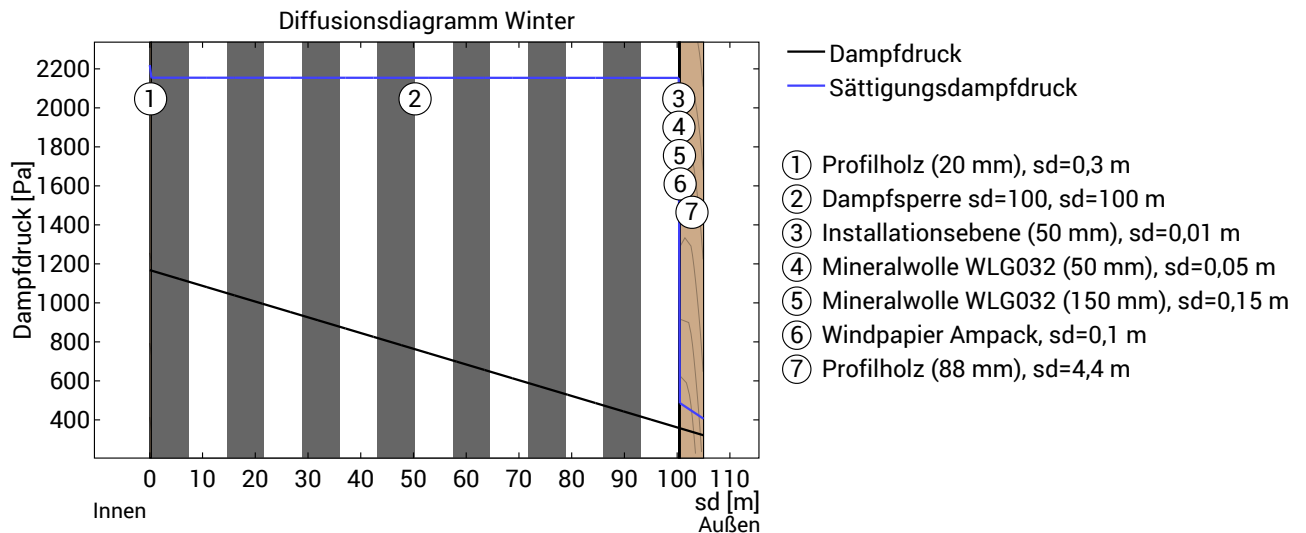 Diffusionsdiagramm Winter
Dampfdruck [Pa]
2200
2000
1800
1600
1400
1200
1000
800
600
400
1
2
3
4
5
6
7
0 10 20 30 40 50 60 70 80 90 100 110
sd [m]
Innen
Außen
Dampfdruck
Sättigungsdampfdruck
1 Profilholz (20 mm), sd=0,3 m
2 Dampfsperre sd=100, sd=100 m
3 Installationsebene (50 mm), sd=0,01 m
4 Mineralwolle WLG032 (50 mm), sd=0,05 m
5 Mineralwolle WLG032 (150 mm), sd=0,15 m
6 Windpapier Ampack, sd=0,1 m
7 Profilholz (88 mm), sd=4,4 m